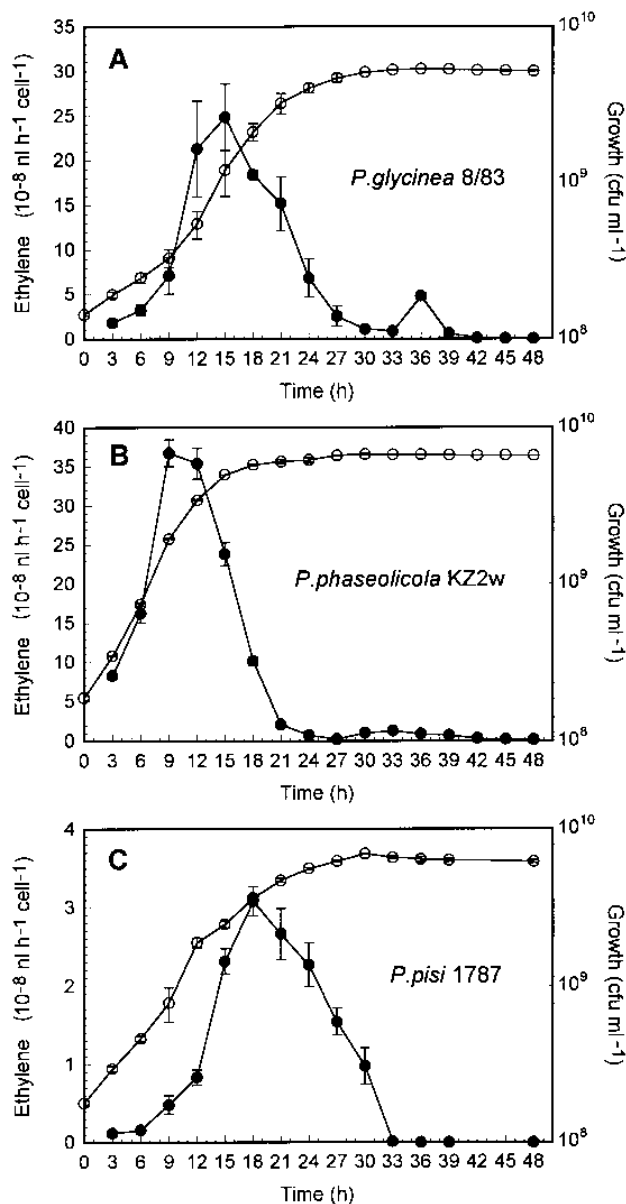 A
P.glycinea 8/83
Ethylene (10⁻⁸ nl h⁻¹ cell⁻¹)
35
30
25
20
15
10
5
0
10¹⁰
10⁹
10⁸
Growth (cfu ml⁻¹)
0 3 6 9 12 15 18 21 24 27 30 33 36 39 42 45 48
Time (h)
B
P.phaseolicola KZ2w
Ethylene (10⁻⁸ nl h⁻¹ cell⁻¹)
40
35
30
25
20
15
10
5
0
10¹⁰
10⁹
10⁸
Growth (cfu ml⁻¹)
0 3 6 9 12 15 18 21 24 27 30 33 36 39 42 45 48
Time (h)
C
P.pisi 1787
Ethylene (10⁻⁸ nl h⁻¹ cell⁻¹)
4
3
2
1
0
10¹⁰
10⁹
10⁸
Growth (cfu ml⁻¹)
0 3 6 9 12 15 18 21 24 27 30 33 36 39 42 45 48
Time (h)